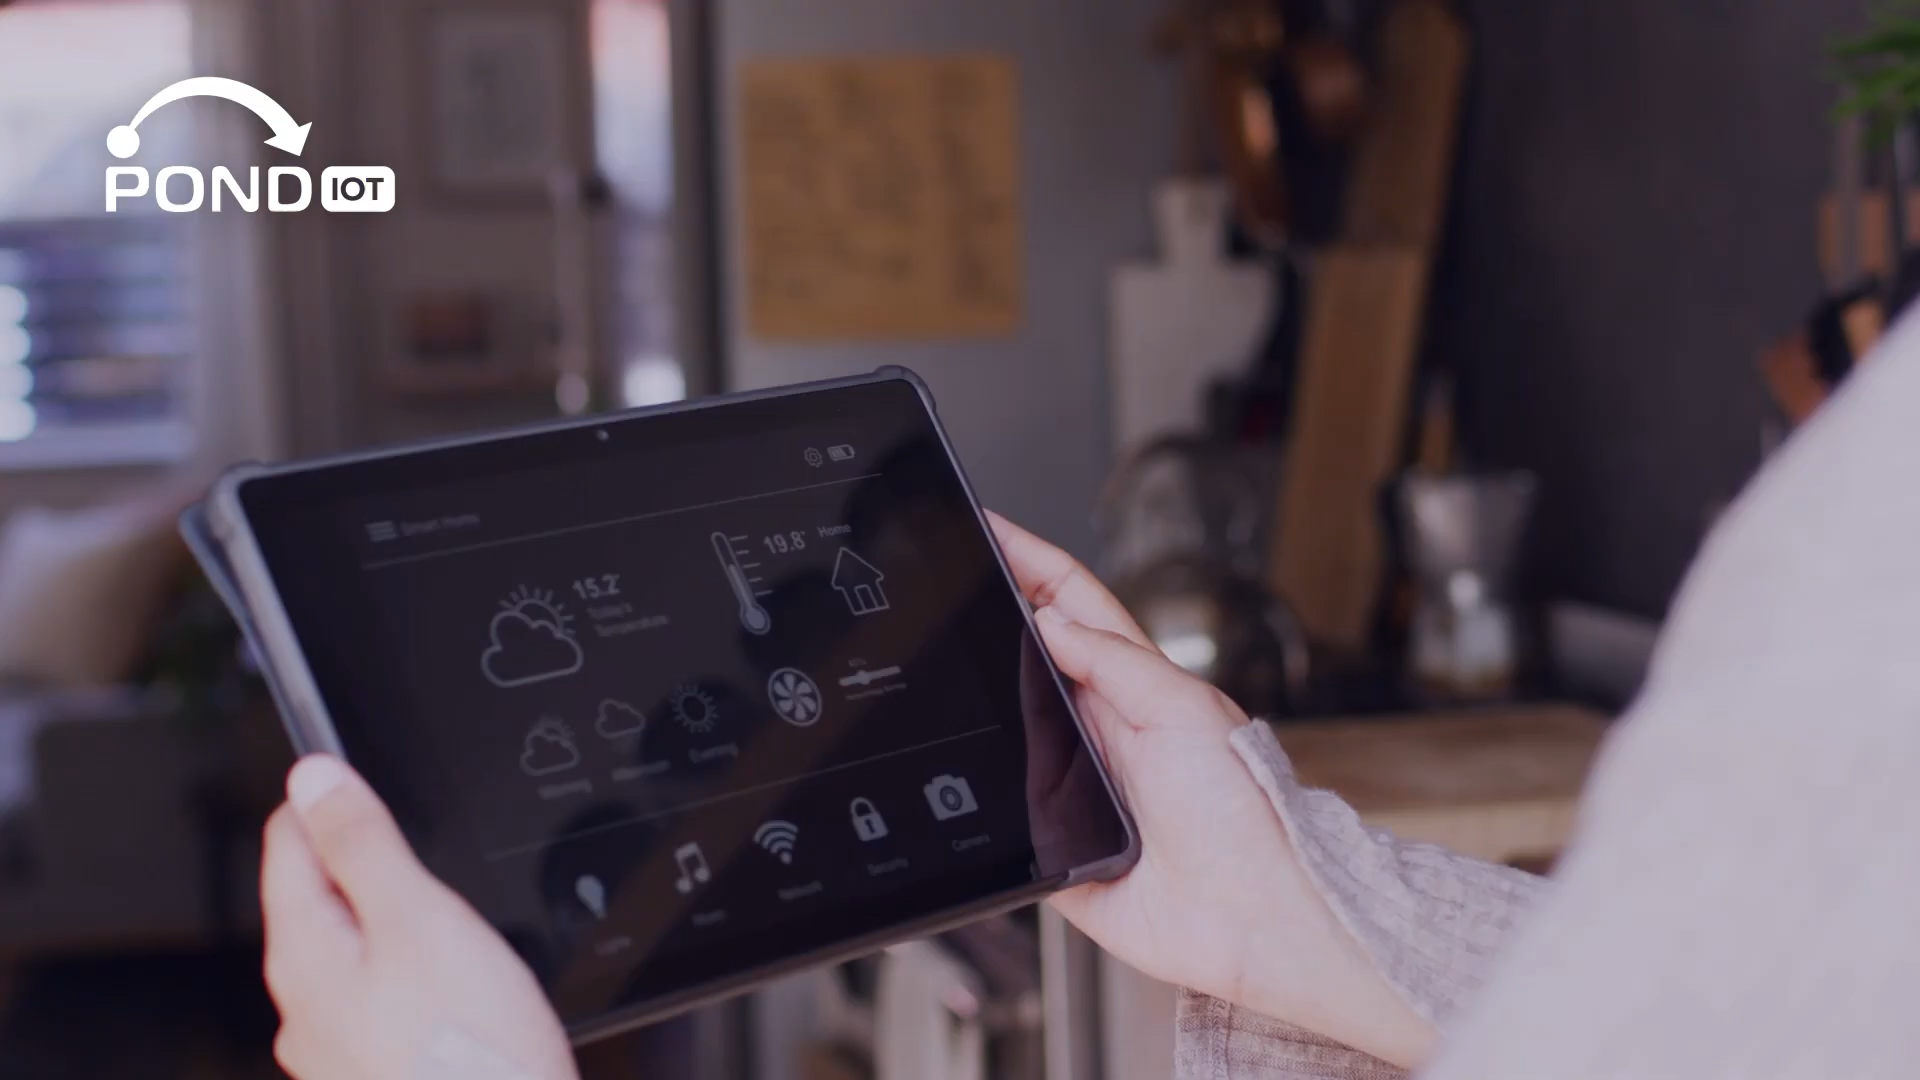 POND IOT
Smart Home
15.2°
Today's
Temperature
19.8°
Home
Morning
Afternoon
Evening
Lights
Music
Network
Security
Camera